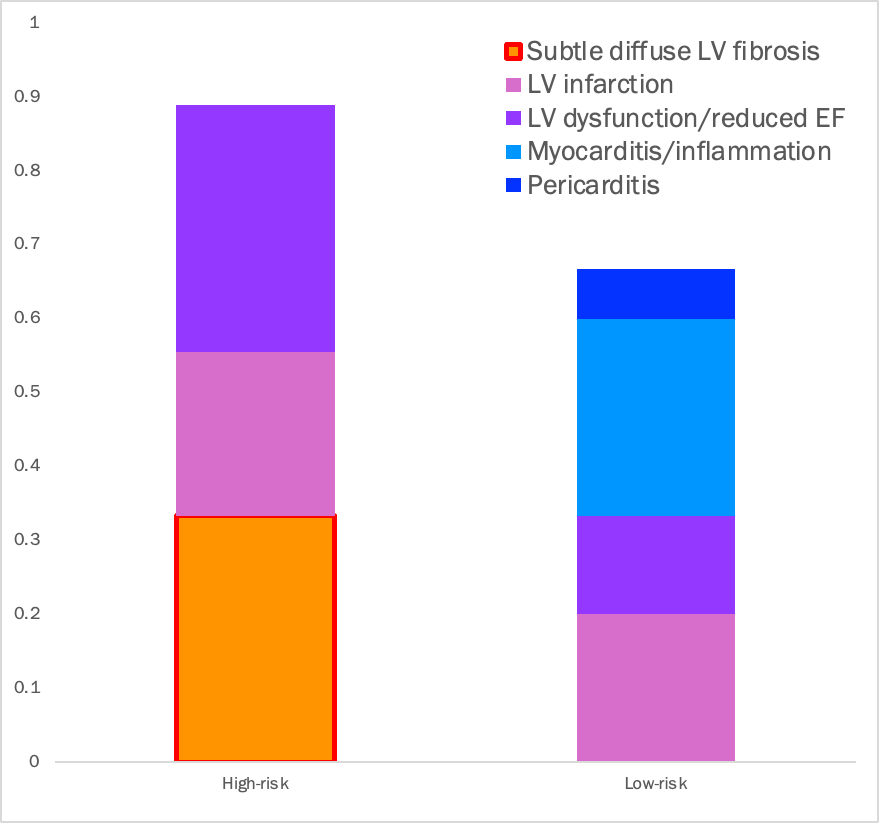 1
0.9
0.8
0.7
0.6
0.5
0.4
0.3
0.2
0.1
0
Subtle diffuse LV fibrosis
LV infarction
LV dysfunction/reduced EF
Myocarditis/inflammation
Pericarditis
High-risk
Low-risk